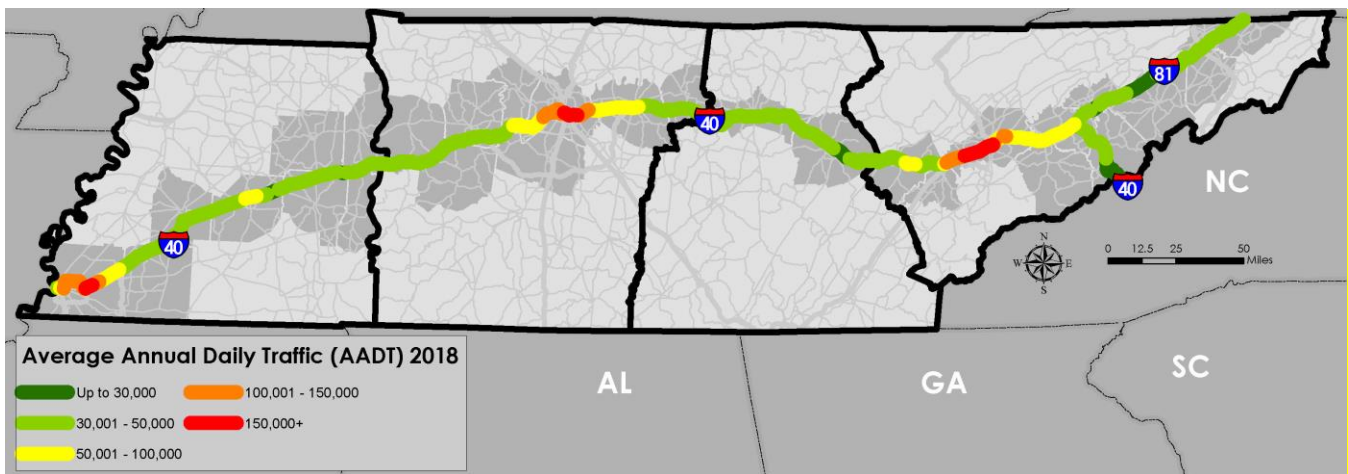 81
40
40
40
NC
N
W E
S
0 12.5 25 50
Miles
Average Annual Daily Traffic (AADT) 2018
Up to 30,000
100,001 - 150,000
30,001 - 50,000
150,000+
50,001 - 100,000
AL
GA
SC